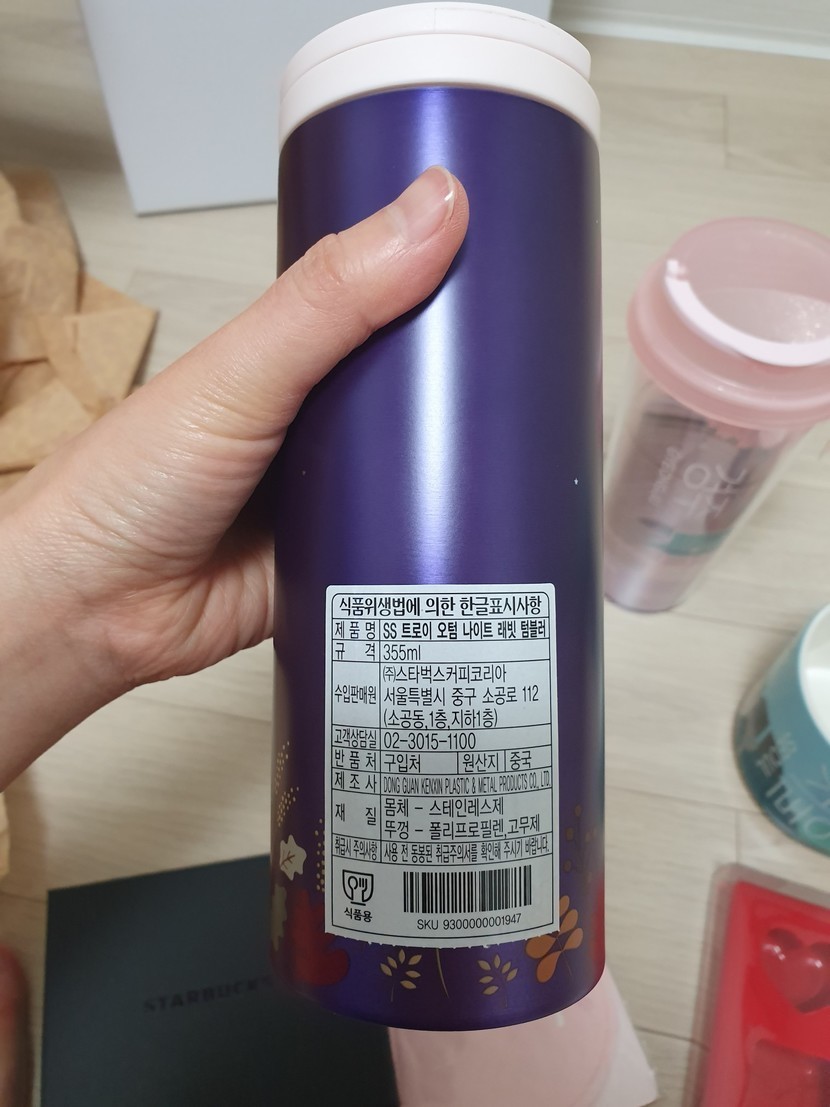 식품위생법에 의한 한글표시사항
제 품 명 SS 트로이 오텀 나이트 래빗 텀블러
규 격 355ml
수입판매원 ㈜스타벅스커피코리아
서울특별시 중구 소공로 112
(소공동,1층,지하1층)
고객상담실 02-3015-1100
반 품 처 구입처 원산지 중국
제 조 사 DONG GUAN KENXIN PLASTIC & METAL PRODUCTS CO., LTD.
재 질 몸체 - 스테인레스제
뚜껑 - 폴리프로필렌,고무제
취급시 주의사항 사용 전 동봉된 취급주의서를 확인해 주시기 바랍니다.
식품용
SKU 9300000001947
STARBUCKS